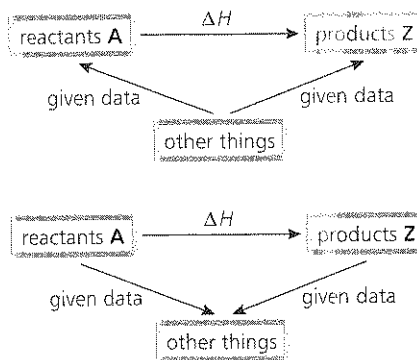 ΔH
reactants A products Z
given data given data
other things
ΔH
reactants A products Z
given data given data
other things